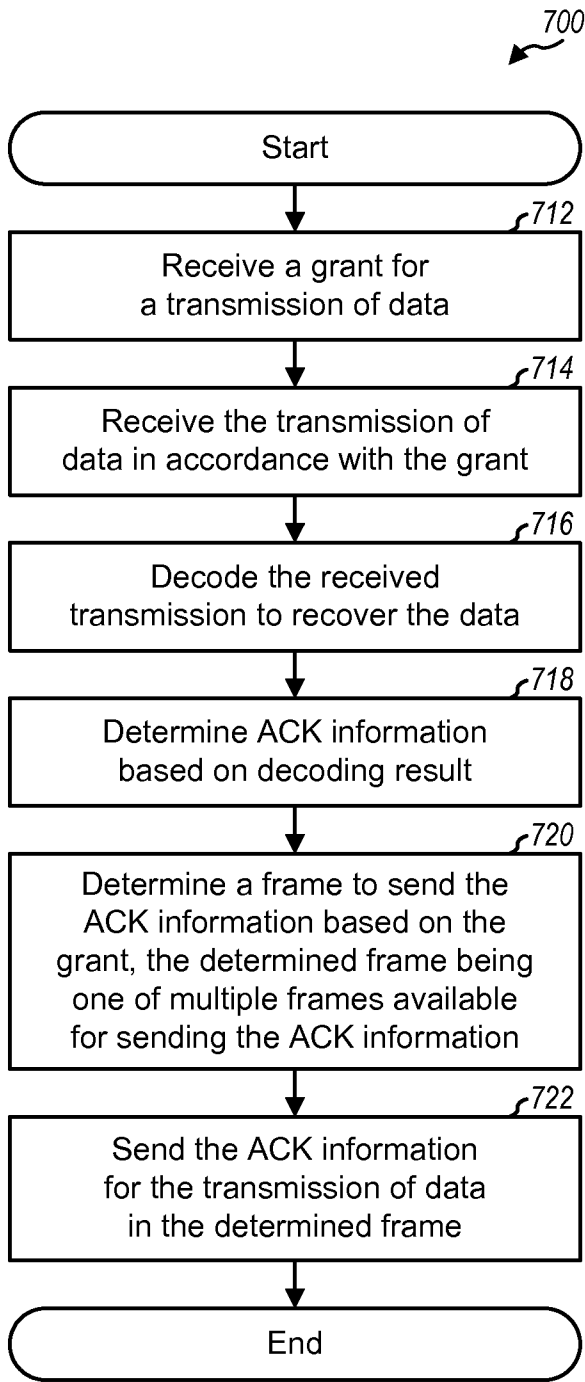 700
Start
712
Receive a grant for
a transmission of data
714
Receive the transmission of
data in accordance with the grant
716
Decode the received
transmission to recover the data
718
Determine ACK information
based on decoding result
720
Determine a frame to send the
ACK information based on the
grant, the determined frame being
one of multiple frames available
for sending the ACK information
722
Send the ACK information
for the transmission of data
in the determined frame
End